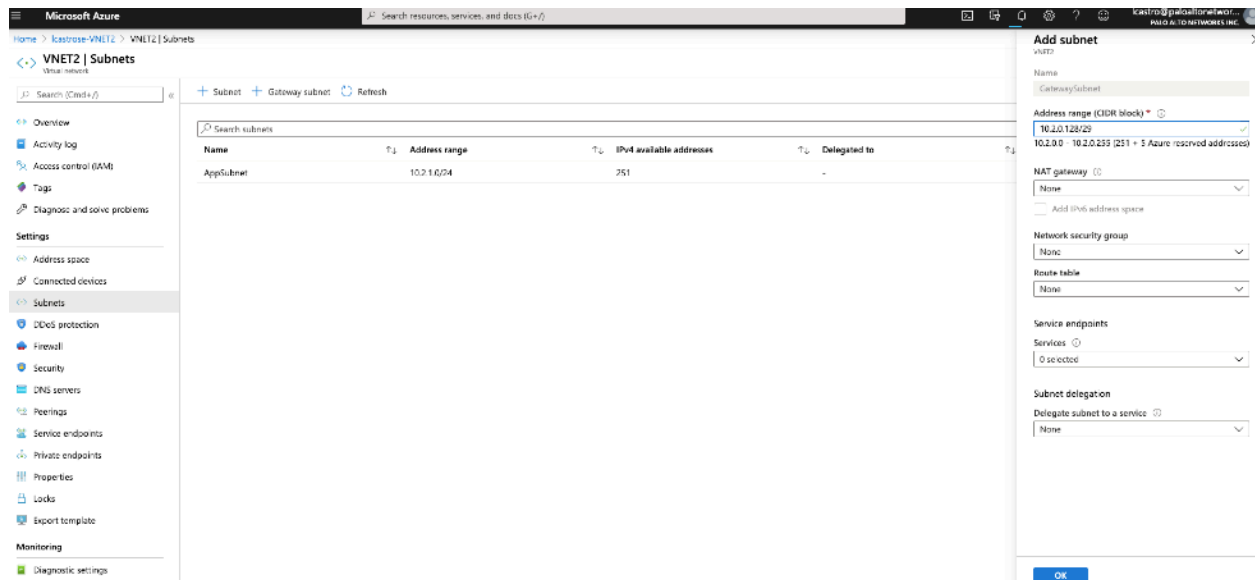 Microsoft Azure
Search resources, services, and docs (G+/)
lcastro@paloaltonetwor...
PALO ALTO NETWORKS INC.
Home > lcastrose-VNET2 > VNET2 | Subnets
VNET2 | Subnets
Virtual network
Search (Cmd+/)
Overview
Activity log
Access control (IAM)
Tags
Diagnose and solve problems
Settings
Address space
Connected devices
Subnets
DDoS protection
Firewall
Security
DNS servers
Peerings
Service endpoints
Private endpoints
Properties
Locks
Export template
Monitoring
Diagnostic settings
+ Subnet + Gateway subnet Refresh
Search subnets
Name Address range IPv4 available addresses Delegated to
AppSubnet 10.2.1.0/24 251 -
Add subnet
VNET2
Name
GatewaySubnet
Address range (CIDR block) *
10.2.0.128/29
10.2.0.0 - 10.2.0.255 (251 + 5 Azure reserved addresses)
NAT gateway
None
Add IPv6 address space
Network security group
None
Route table
None
Service endpoints
Services
0 selected
Subnet delegation
Delegate subnet to a service
None
OK